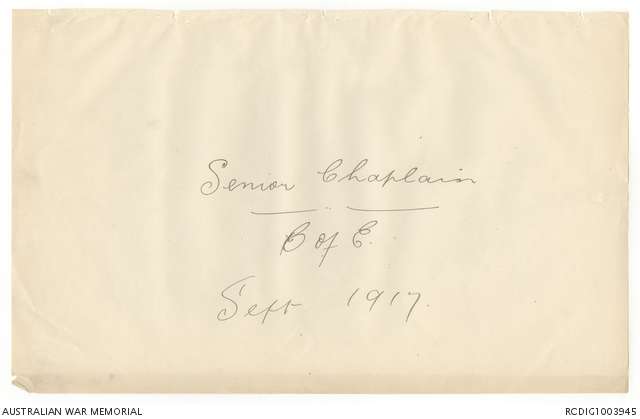 Senior Chaplain
C of E.
Sept 1917.
AUSTRALIAN WAR MEMORIAL
RCDIG1003945